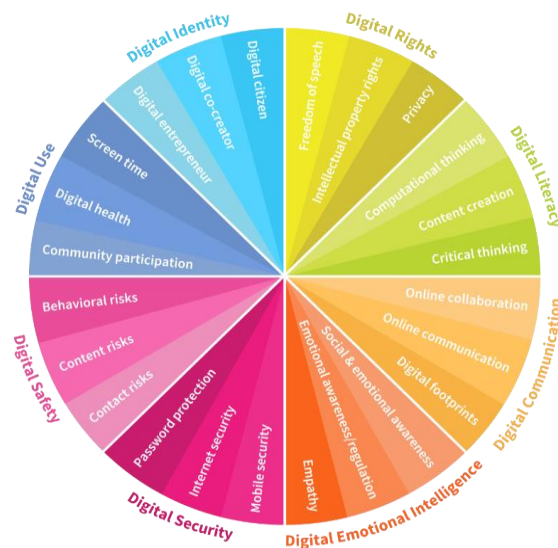 Digital Identity
Digital citizen
Digital co-creator
Digital entrepreneur
Digital Rights
Freedom of speech
Intellectual property rights
Privacy
Digital Literacy
Computational thinking
Content creation
Critical thinking
Digital Communication
Online collaboration
Online communication
Digital footprints
Digital Emotional Intelligence
Social & emotional awareness
Emotional awareness/regulation
Empathy
Digital Security
Mobile security
Internet security
Password protection
Digital Safety
Contact risks
Content risks
Behavioral risks
Digital Use
Community participation
Digital health
Screen time